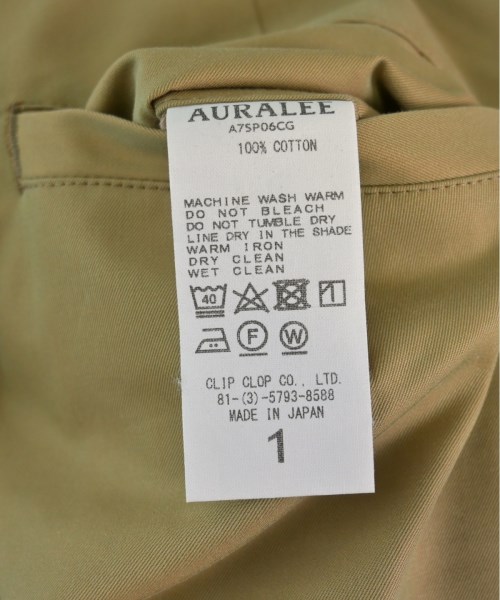 AURALEE
A7SP06CG
100% COTTON
MACHINE WASH WARM
DO NOT BLEACH
DO NOT TUMBLE DRY
LINE DRY IN THE SHADE
WARM IRON
DRY CLEAN
WET CLEAN
40
F W
CLIP CLOP CO., LTD.
81-(3)-5793-8588
MADE IN JAPAN
1